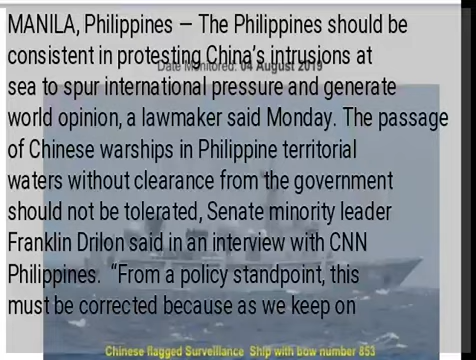 MANILA, Philippines — The Philippines should be
consistent in protesting China's intrusions at
Date Monitored: 04 August 2019
sea to spur international pressure and generate
world opinion, a lawmaker said Monday. The passage
of Chinese warships in Philippine territorial
waters without clearance from the government
should not be tolerated, Senate minority leader
Franklin Drilon said in an interview with CNN
Philippines.  “From a policy standpoint, this
must be corrected because as we keep on
Chinese flagged Surveillance Ship with bow number 853